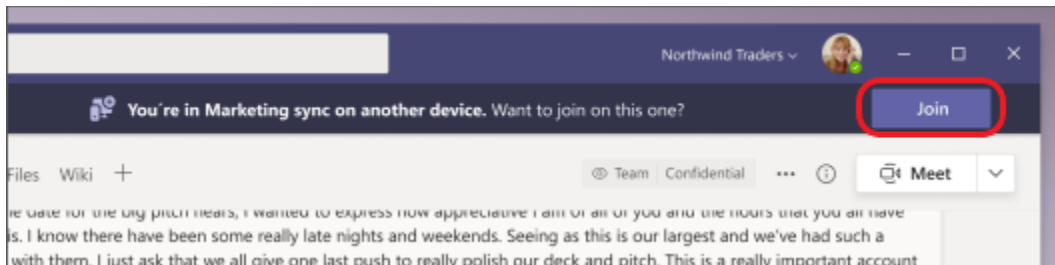 Northwind Traders
You´re in Marketing sync on another device. Want to join on this one?
Join
Files Wiki
Team Confidential
Meet
e date for the big pitch nears, I wanted to express how appreciative I am of all of you and the hours that you all have
is. I know there have been some really late nights and weekends. Seeing as this is our largest and we've had such a
with them, I just ask that we all give one last push to really polish our deck and pitch. This is a really important account